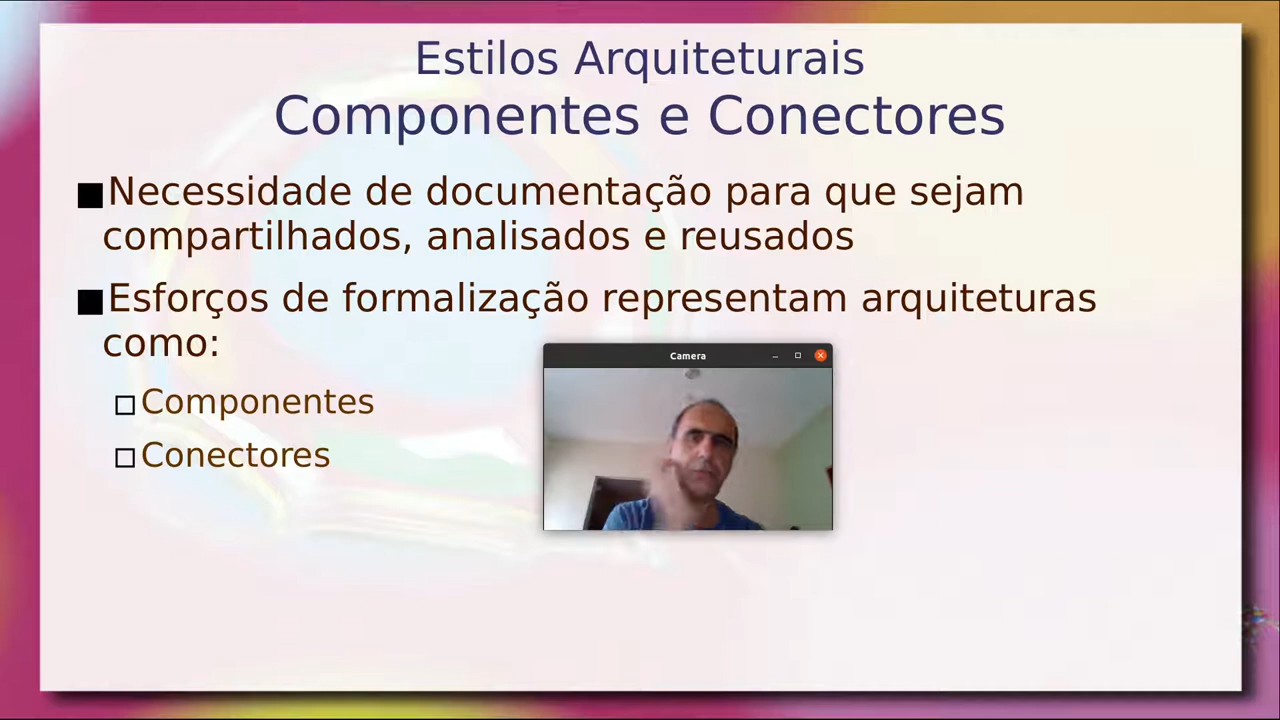 Estilos Arquiteturais
Componentes e Conectores
Necessidade de documentação para que sejam
compartilhados, analisados e reusados
Esforços de formalização representam arquiteturas
como:
Camera
Componentes
Conectores